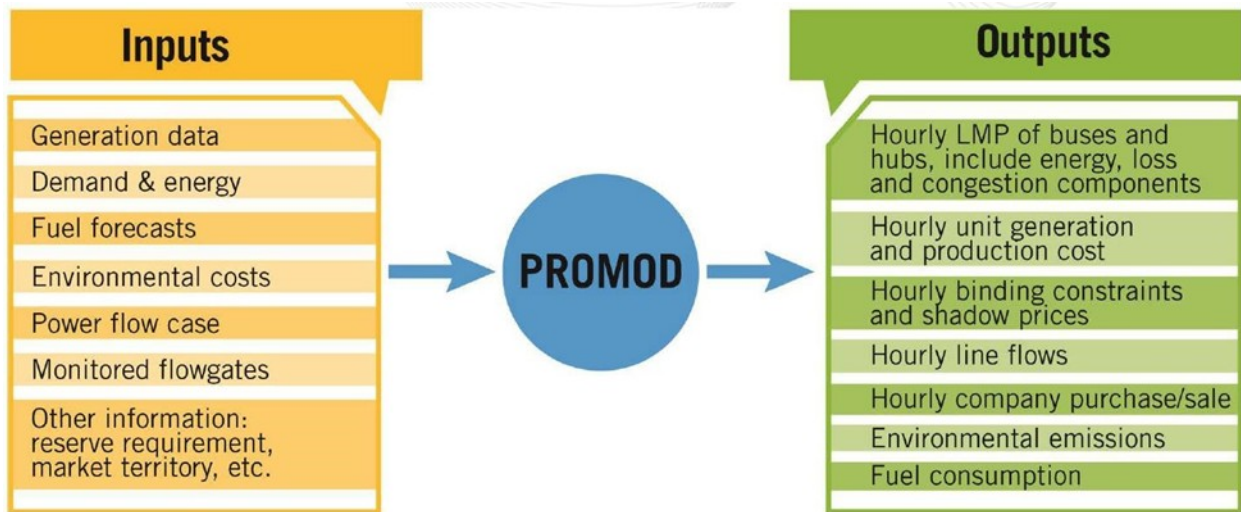 Inputs
Generation data
Demand & energy
Fuel forecasts
Environmental costs
Power flow case
Monitored flowgates
Other information:
reserve requirement,
market territory, etc.
PROMOD
Outputs
Hourly LMP of buses and
hubs, include energy, loss
and congestion components
Hourly unit generation
and production cost
Hourly binding constraints
and shadow prices
Hourly line flows
Hourly company purchase/sale
Environmental emissions
Fuel consumption